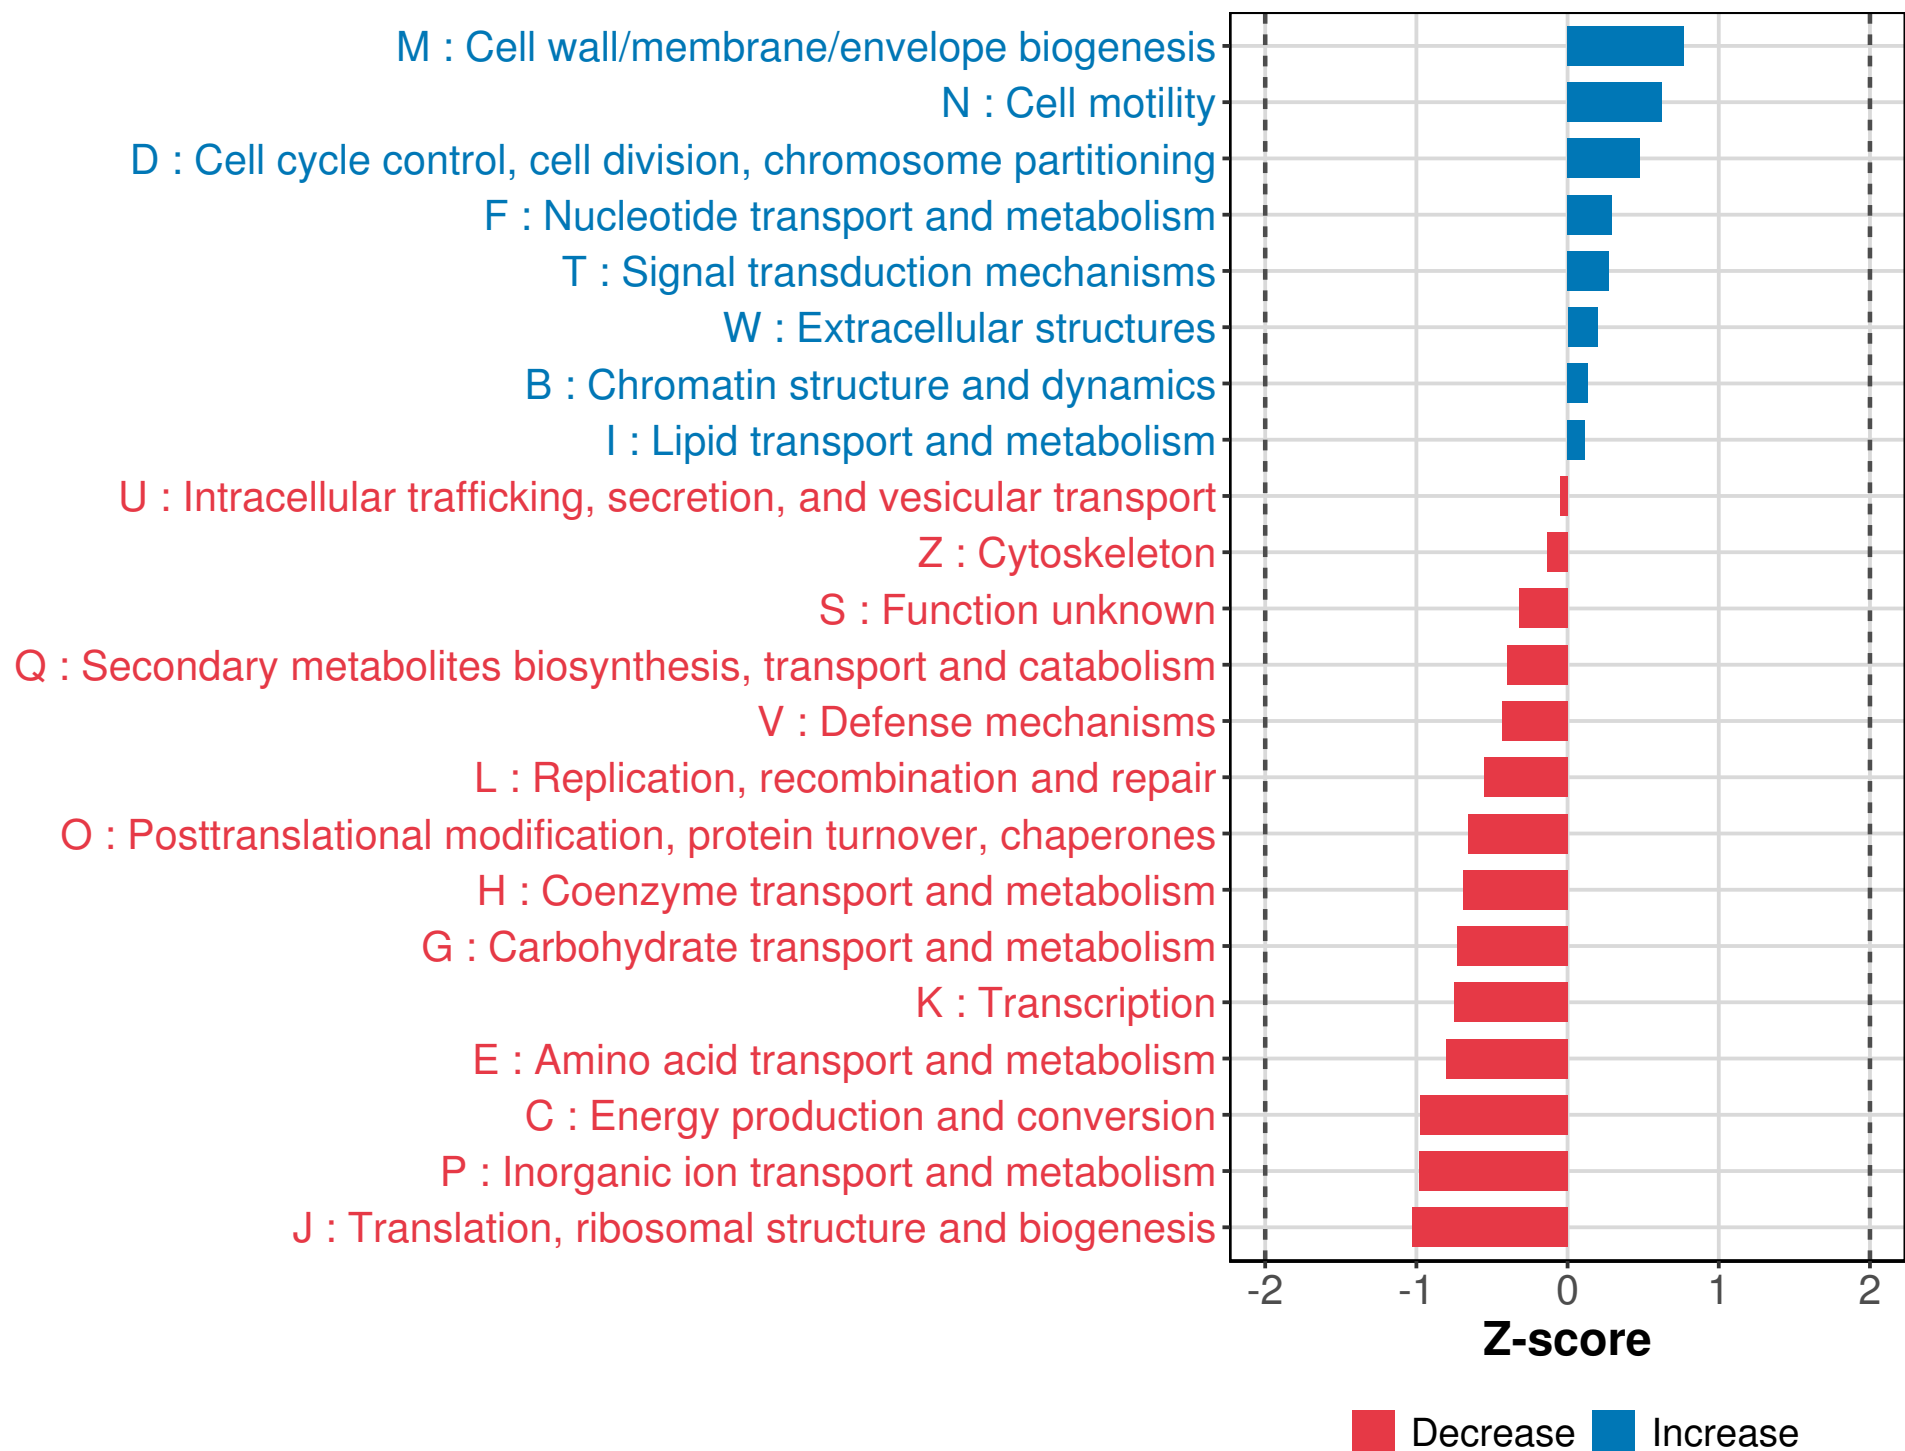 M : Cell wall/membrane/envelope biogenesis
N : Cell motility
D : Cell cycle control, cell division, chromosome partitioning
F : Nucleotide transport and metabolism
T : Signal transduction mechanisms
W : Extracellular structures
B : Chromatin structure and dynamics
I : Lipid transport and metabolism
U : Intracellular trafficking, secretion, and vesicular transport
Z : Cytoskeleton
S : Function unknown
Q : Secondary metabolites biosynthesis, transport and catabolism
V : Defense mechanisms
L : Replication, recombination and repair
O : Posttranslational modification, protein turnover, chaperones
H : Coenzyme transport and metabolism
G : Carbohydrate transport and metabolism
K : Transcription
E : Amino acid transport and metabolism
C : Energy production and conversion
P : Inorganic ion transport and metabolism
J : Translation, ribosomal structure and biogenesis
-2 -1 0 1 2
Z-score
Decrease Increase